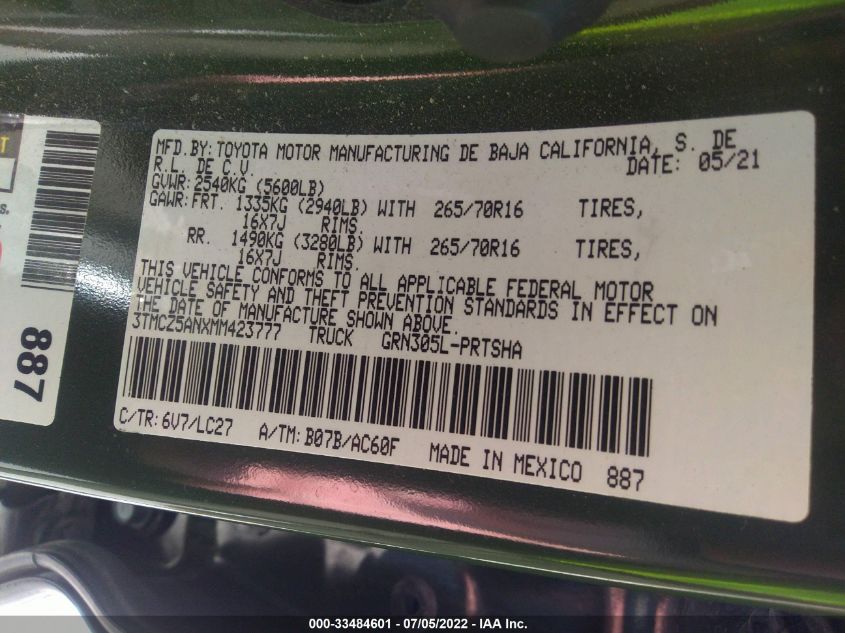 T
s.
887
MFD.BY: TOYOTA MOTOR MANUFACTURING DE BAJA CALIFORNIA, S. DE
R.L. DE C.V. DATE: 05/21
GVWR: 2540KG (5600LB)
GAWR: FRT. 1335KG (2940LB) WITH 265/70R16 TIRES,
16X7J RIMS.
RR. 1490KG (3280LB) WITH 265/70R16 TIRES,
16X7J RIMS.
THIS VEHICLE CONFORMS TO ALL APPLICABLE FEDERAL MOTOR
VEHICLE SAFETY AND THEFT PREVENTION STANDARDS IN EFFECT ON
THE DATE OF MANUFACTURE SHOWN ABOVE.
3TMCZ5ANXMM423777 TRUCK GRN305L-PRTSHA
C/TR: 6V7/LC27 A/TM: B07B/AC60F MADE IN MEXICO 887
000-33484601 - 07/05/2022 - IAA Inc.